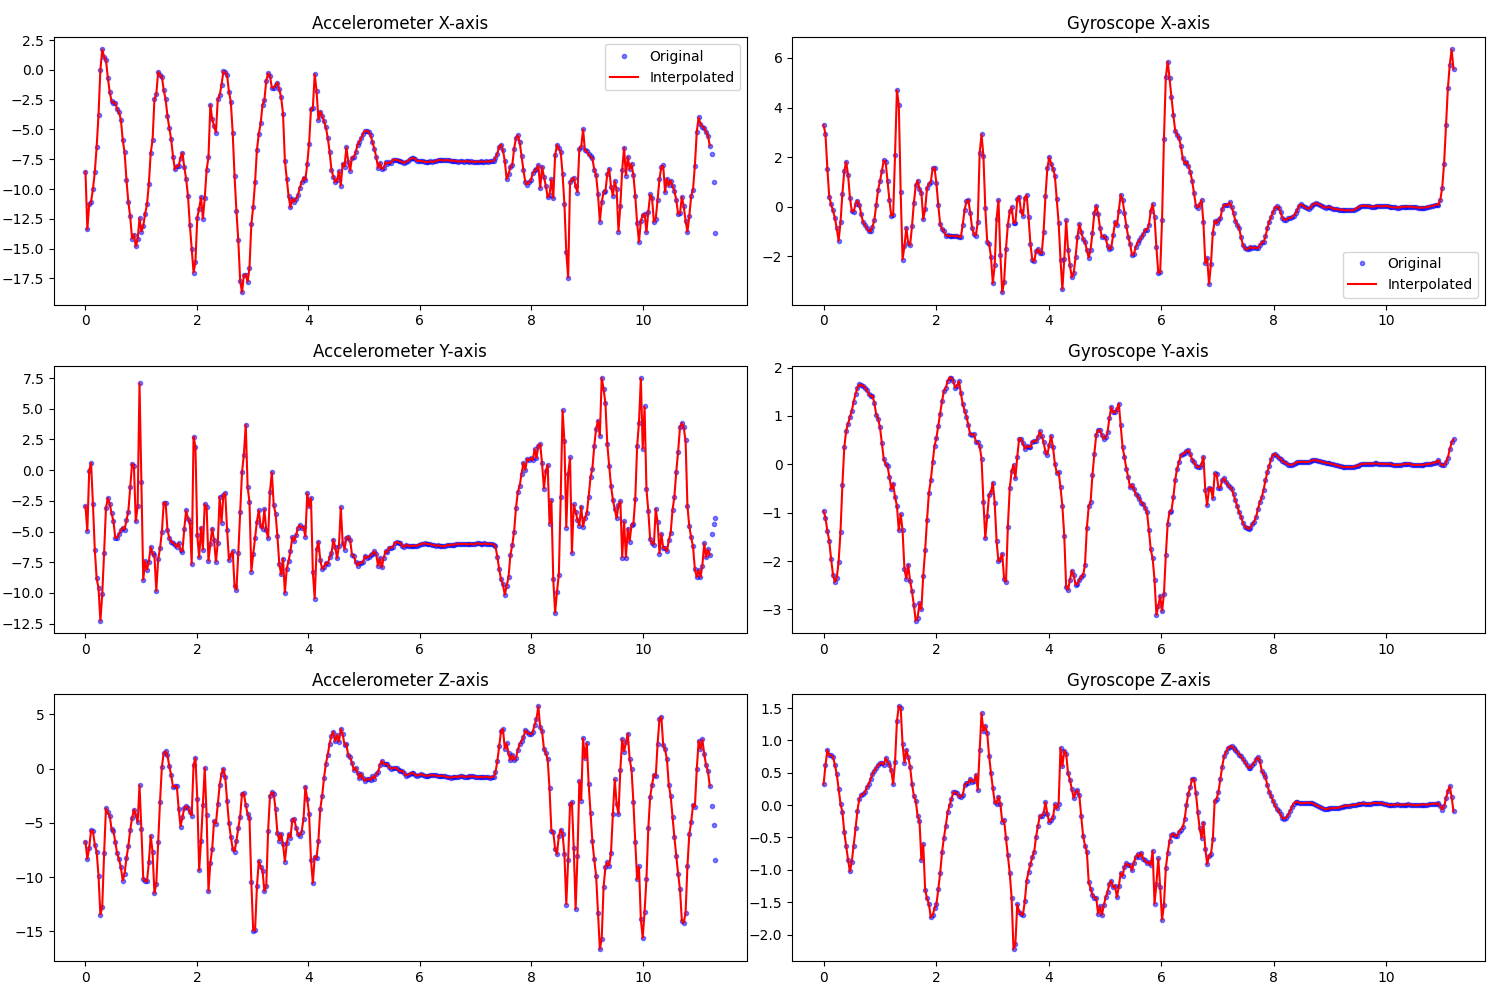 Accelerometer X-axis
2.5
0.0
−2.5
−5.0
−7.5
−10.0
−12.5
−15.0
−17.5
0 2 4 6 8 10
Original
Interpolated
Gyroscope X-axis
6
4
2
0
−2
0 2 4 6 8 10
Original
Interpolated
Accelerometer Y-axis
7.5
5.0
2.5
0.0
−2.5
−5.0
−7.5
−10.0
−12.5
0 2 4 6 8 10
Gyroscope Y-axis
2
1
0
−1
−2
−3
0 2 4 6 8 10
Accelerometer Z-axis
5
0
−5
−10
−15
0 2 4 6 8 10
Gyroscope Z-axis
1.5
1.0
0.5
0.0
−0.5
−1.0
−1.5
−2.0
0 2 4 6 8 10